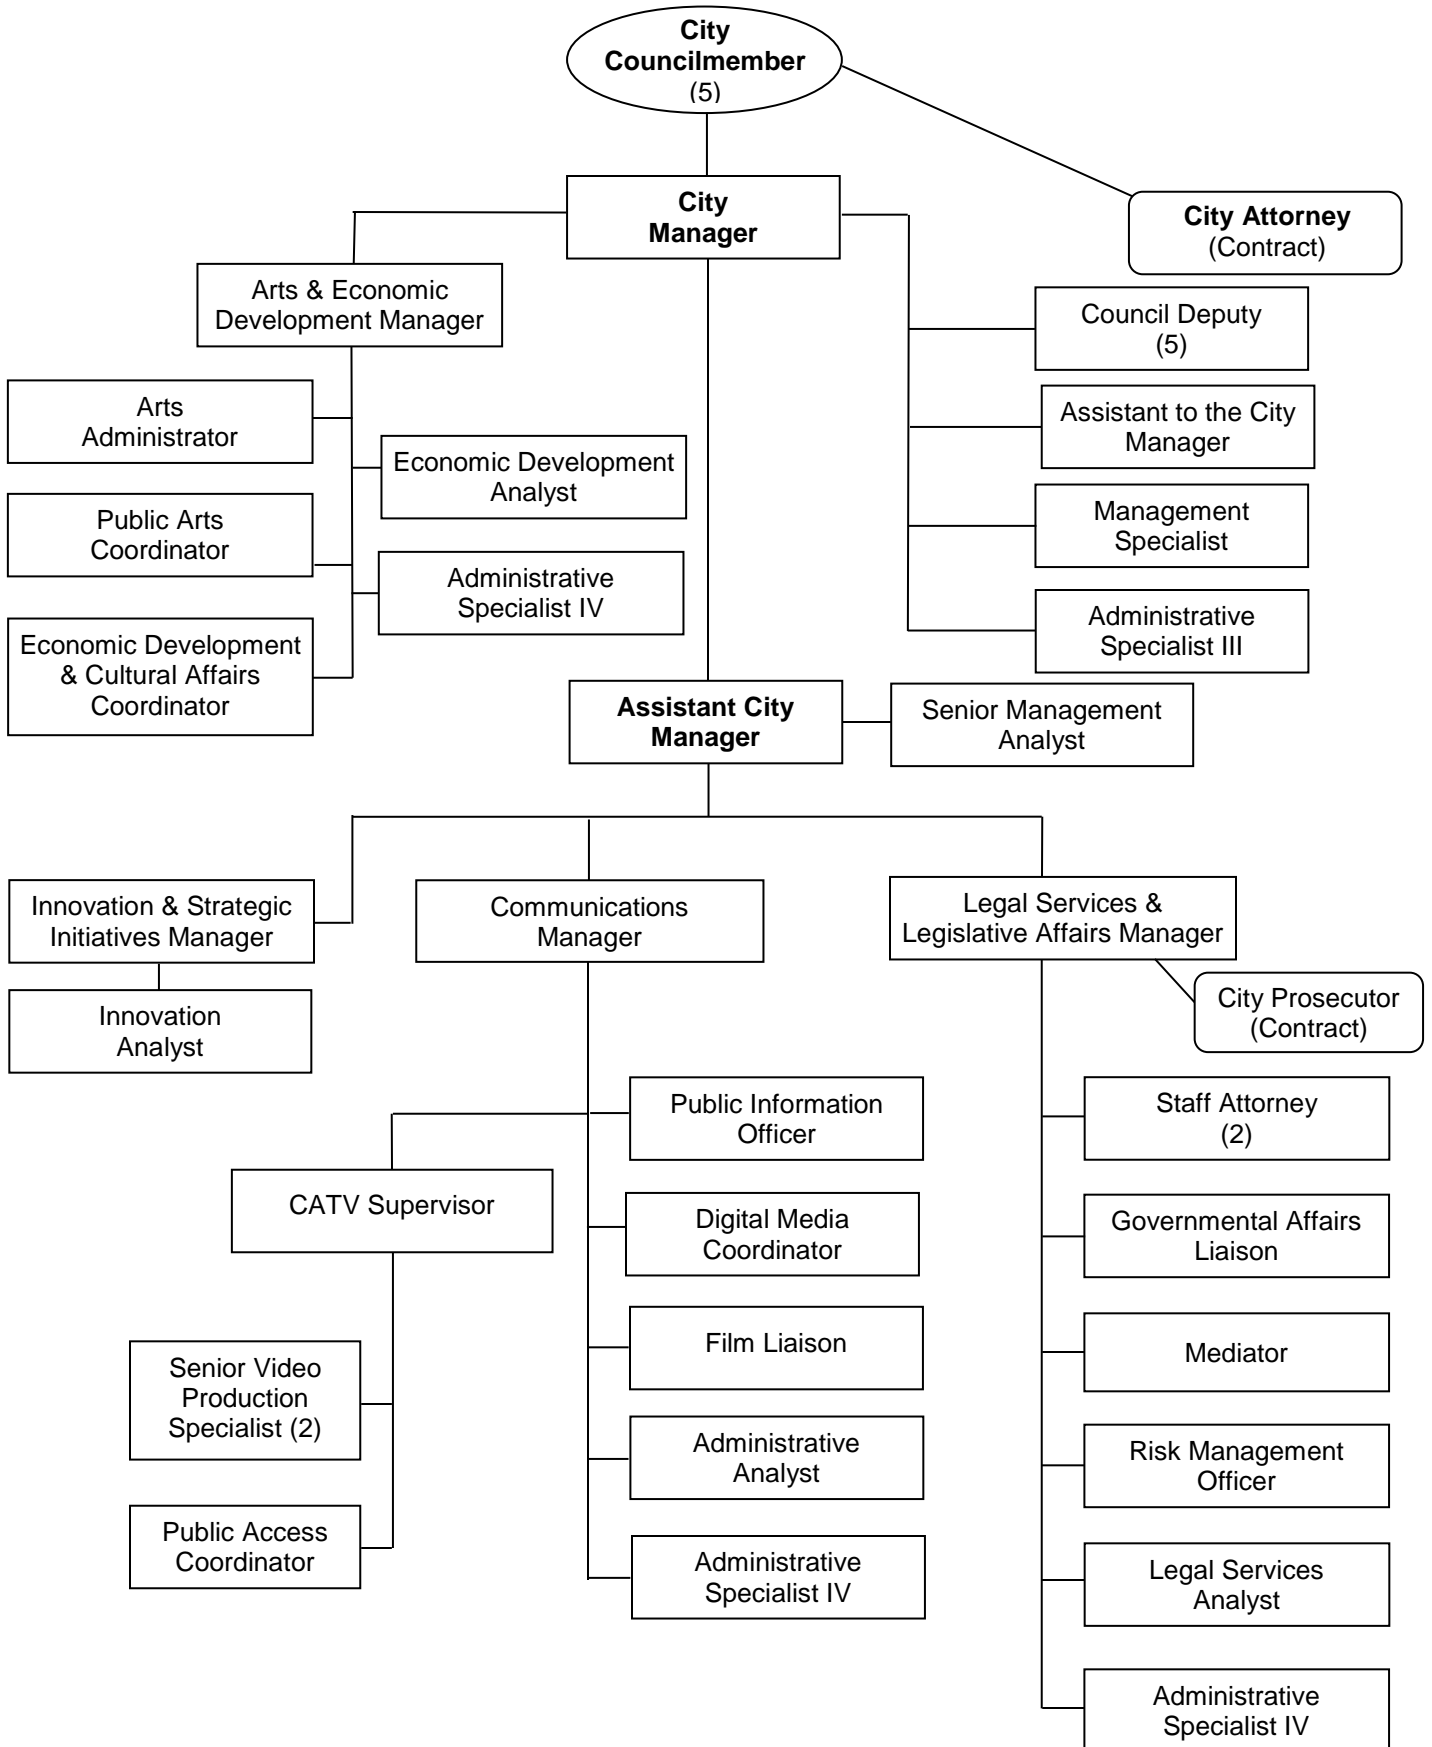 City
Councilmember
(5)
City
Manager
City Attorney
(Contract)
Arts & Economic
Development Manager
Council Deputy
(5)
Arts
Administrator
Assistant to the City
Manager
Economic Development
Analyst
Public Arts
Coordinator
Management
Specialist
Administrative
Specialist IV
Administrative
Specialist III
Economic Development
& Cultural Affairs
Coordinator
Assistant City
Manager
Senior Management
Analyst
Innovation & Strategic
Initiatives Manager
Communications
Manager
Legal Services &
Legislative Affairs Manager
City Prosecutor
(Contract)
Innovation
Analyst
Public Information
Officer
Staff Attorney
(2)
CATV Supervisor
Digital Media
Coordinator
Governmental Affairs
Liaison
Film Liaison
Mediator
Senior Video
Production
Specialist (2)
Administrative
Analyst
Risk Management
Officer
Public Access
Coordinator
Administrative
Specialist IV
Legal Services
Analyst
Administrative
Specialist IV